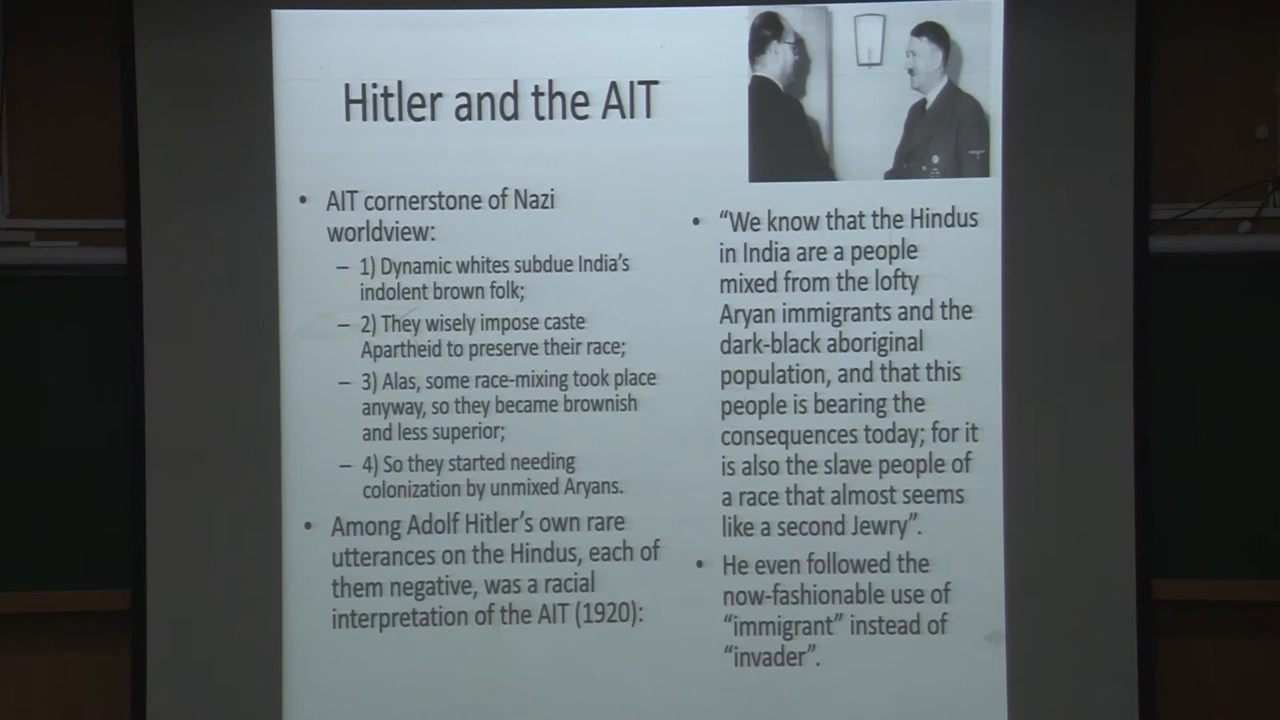 Hitler and the AIT
• AIT cornerstone of Nazi
worldview:
– 1) Dynamic whites subdue India's
indolent brown folk;
– 2) They wisely impose caste
Apartheid to preserve their race;
– 3) Alas, some race-mixing took place
anyway, so they became brownish
and less superior;
– 4) So they started needing
colonization by unmixed Aryans.
• Among Adolf Hitler's own rare
utterances on the Hindus, each of
them negative, was a racial
interpretation of the AIT (1920):
• “We know that the Hindus
in India are a people
mixed from the lofty
Aryan immigrants and the
dark-black aboriginal
population, and that this
people is bearing the
consequences today; for it
is also the slave people of
a race that almost seems
like a second Jewry”.
• He even followed the
now-fashionable use of
“immigrant” instead of
“invader”.